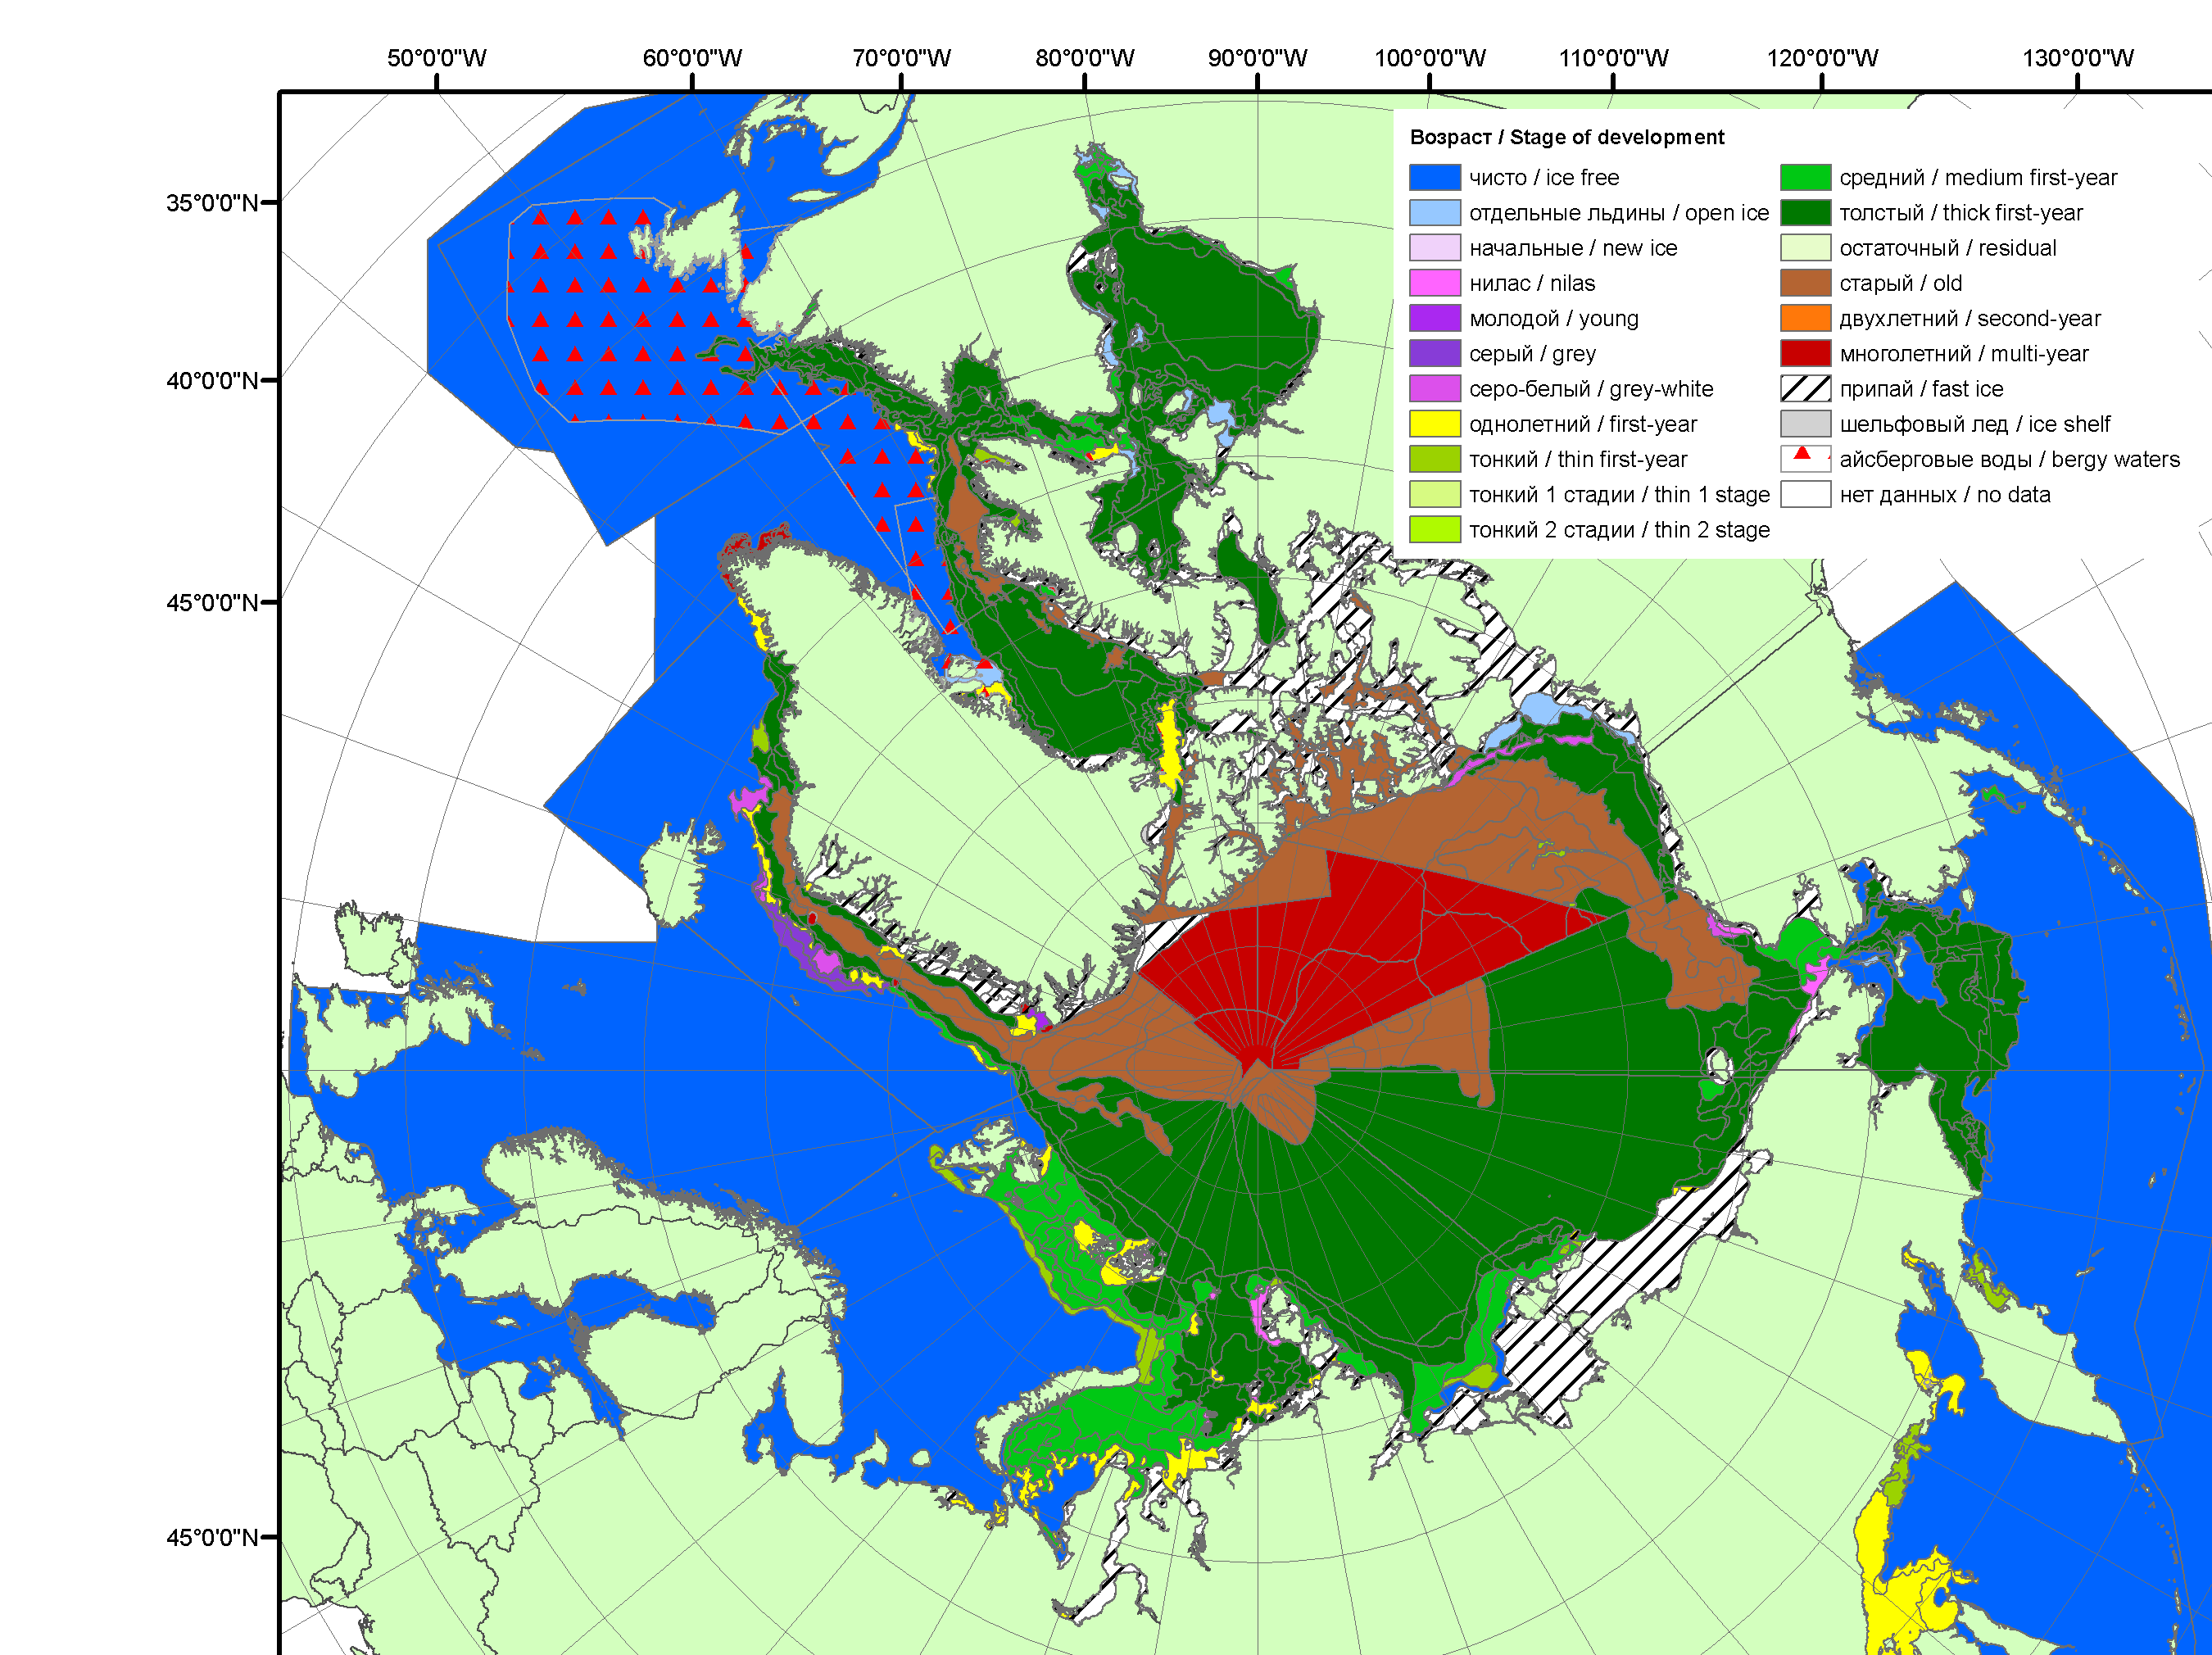 50°0'0"W 60°0'0"W 70°0'0"W 80°0'0"W 90°0'0"W 100°0'0"W 110°0'0"W 120°0'0"W 130°0'0"W
35°0'0"N
40°0'0"N
45°0'0"N
45°0'0"N
Возраст / Stage of development
чисто / ice free
отдельные льдины / open ice
начальные / new ice
нилас / nilas
молодой / young
серый / grey
серо-белый / grey-white
однолетний / first-year
тонкий / thin first-year
тонкий 1 стадии / thin 1 stage
тонкий 2 стадии / thin 2 stage
средний / medium first-year
толстый / thick first-year
остаточный / residual
старый / old
двухлетний / second-year
многолетний / multi-year
припай / fast ice
шельфовый лед / ice shelf
айсберговые воды / bergy waters
нет данных / no data